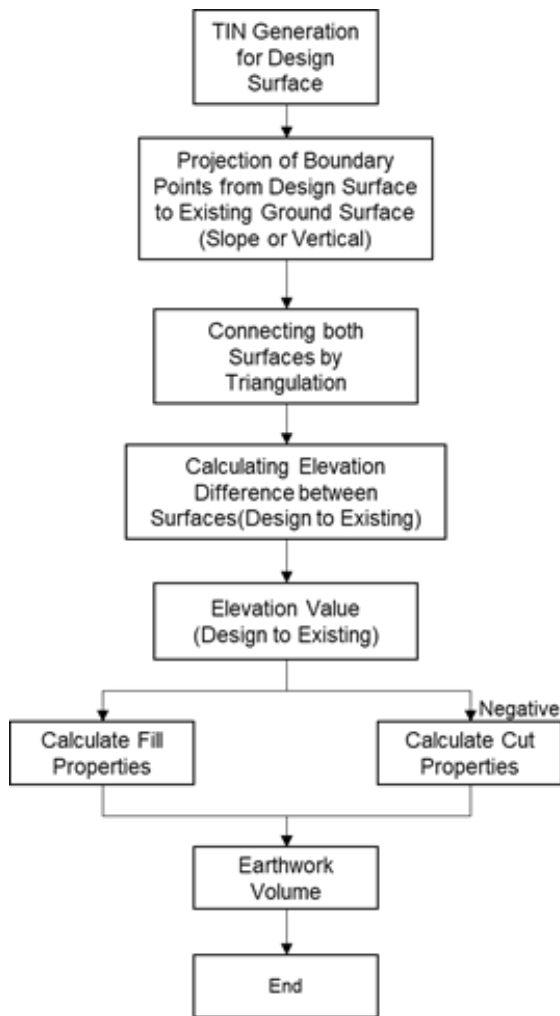 TIN Generation
for Design
Surface
Projection of Boundary
Points from Design Surface
to Existing Ground Surface
(Slope or Vertical)
Connecting both
Surfaces by
Triangulation
Calculating Elevation
Difference between
Surfaces(Design to Existing)
Elevation Value
(Design to Existing)
Negative
Calculate Fill
Properties
Calculate Cut
Properties
Earthwork
Volume
End